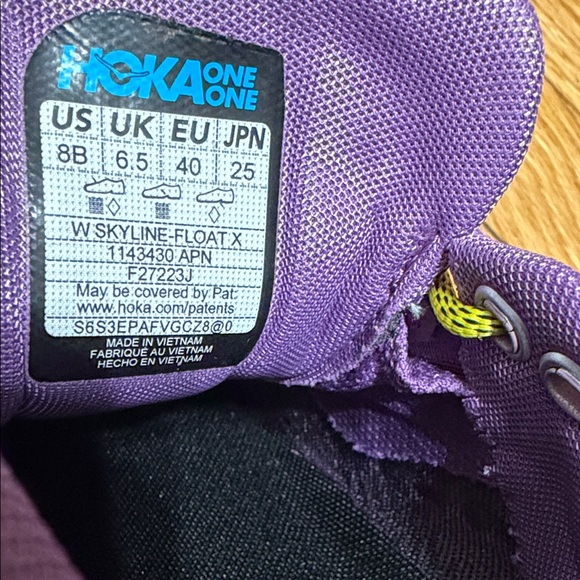 HOKA ONE ONE
US UK EU JPN
8B 6.5 40 25
W SKYLINE-FLOAT X
1143430 APN
F27223J
May be covered by Pat:
www.hoka.com/patents
S6S3EPAFVGCZ8@0
MADE IN VIETNAM
FABRIQUÉ AU VIETNAM
HECHO EN VIETNAM